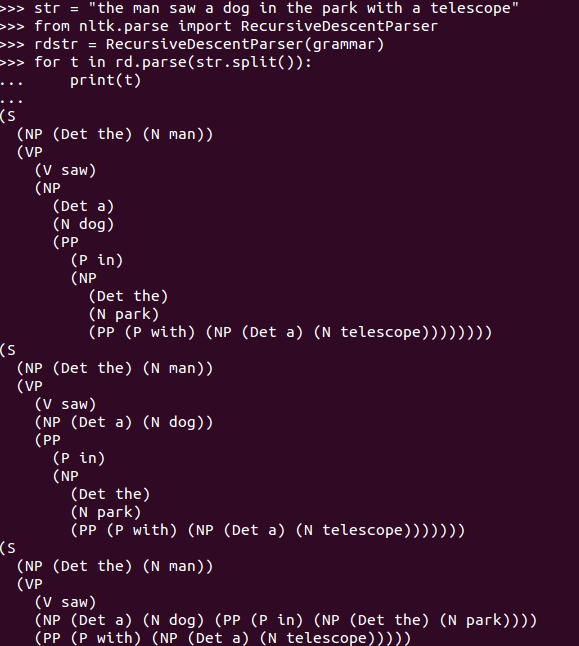 >>> str = "the man saw a dog in the park with a telescope"
>>> from nltk.parse import RecursiveDescentParser
>>> rdstr = RecursiveDescentParser(grammar)
>>> for t in rd.parse(str.split()):
...     print(t)
...
(S
  (NP (Det the) (N man))
  (VP
    (V saw)
    (NP
      (Det a)
      (N dog)
      (PP
        (P in)
        (NP
          (Det the)
          (N park)
          (PP (P with) (NP (Det a) (N telescope))))))))
(S
  (NP (Det the) (N man))
  (VP
    (V saw)
    (NP (Det a) (N dog))
    (PP
      (P in)
      (NP
        (Det the)
        (N park)
        (PP (P with) (NP (Det a) (N telescope)))))))
(S
  (NP (Det the) (N man))
  (VP
    (V saw)
    (NP (Det a) (N dog) (PP (P in) (NP (Det the) (N park))))
    (PP (P with) (NP (Det a) (N telescope)))))